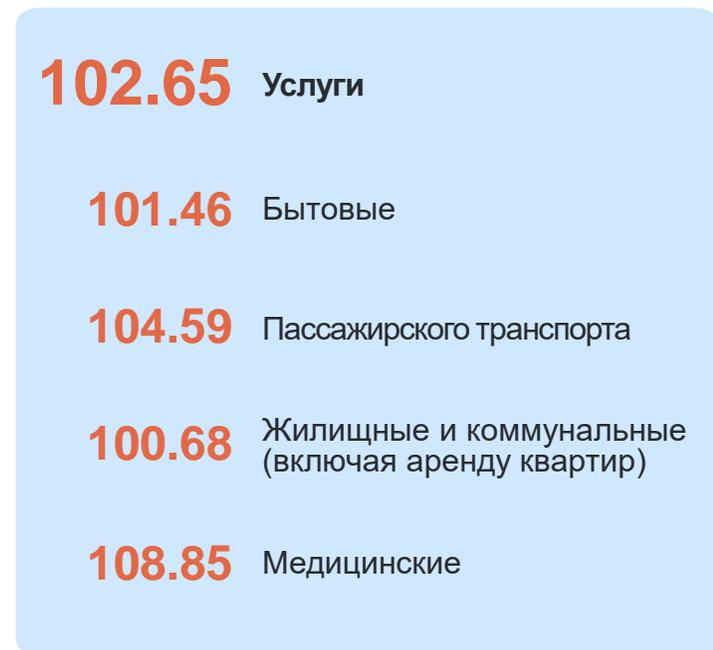 102.65 Услуги
101.46 Бытовые
104.59 Пассажирского транспорта
100.68 Жилищные и коммунальные
(включая аренду квартир)
108.85 Медицинские